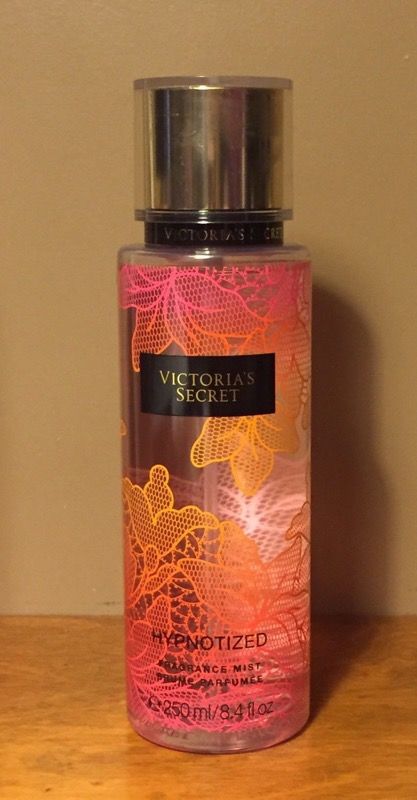 VICTORIA'S SECRET
VICTORIA'S
SECRET
HYPNOTIZED
FRAGRANCE MIST
BRUME PARFUMÉE
℮ 250 ml/8.4 fl oz